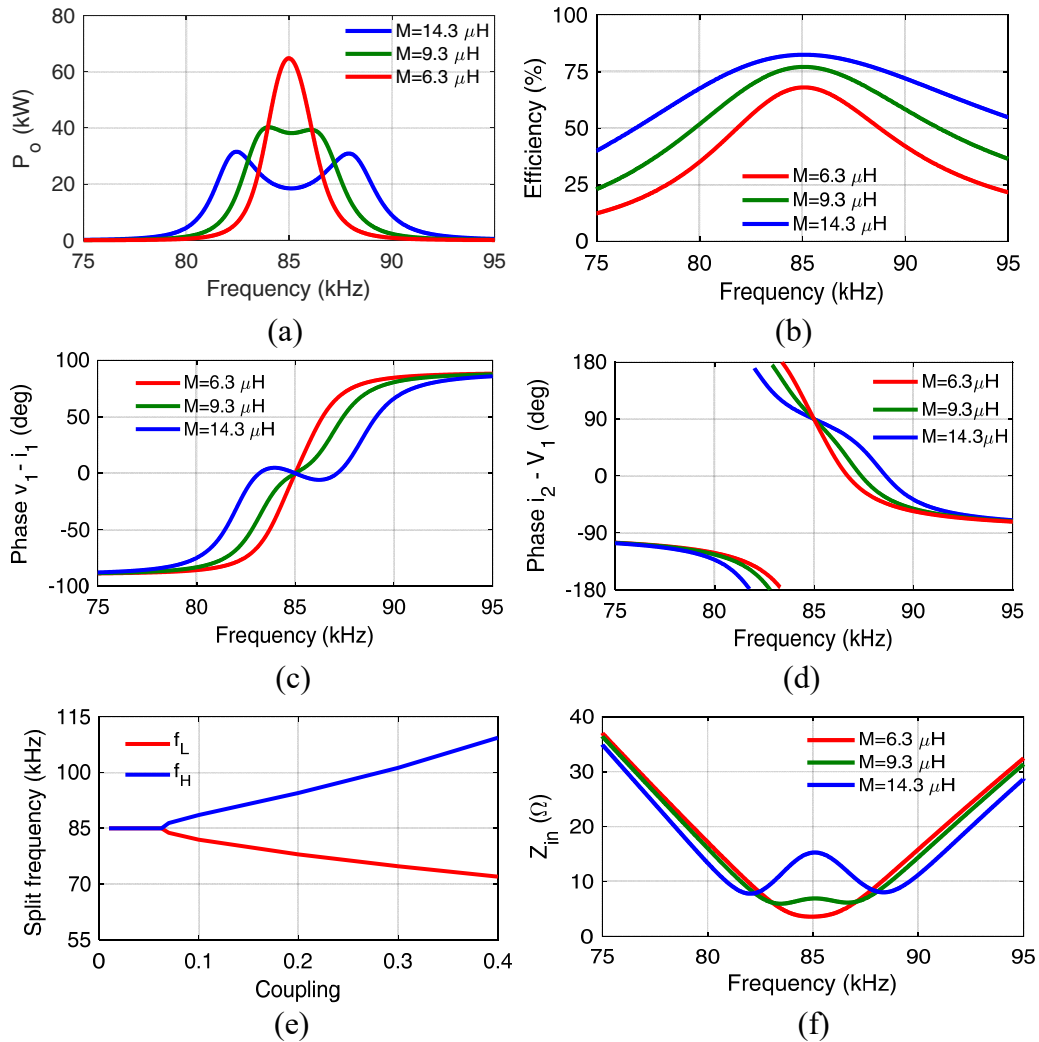 80
60
40
20
0
P_o (kW)
M=14.3 μH
M=9.3 μH
M=6.3 μH
75 80 85 90 95
Frequency (kHz)
(a)
100
75
50
25
0
Efficiency (%)
M=6.3 μH
M=9.3 μH
M=14.3 μH
75 80 85 90 95
Frequency (kHz)
(b)
100
50
0
-50
-100
Phase v_1 - i_1 (deg)
M=6.3 μH
M=9.3 μH
M=14.3 μH
75 80 85 90 95
Frequency (kHz)
(c)
180
90
0
-90
-180
Phase i_2 - V_1 (deg)
M=6.3μH
M=9.3μH
M=14.3μH
75 80 85 90 95
Frequency (kHz)
(d)
115
100
85
70
55
Split frequency (kHz)
f_L
f_H
0 0.1 0.2 0.3 0.4
Coupling
(e)
40
30
20
10
0
Z_in (Ω)
M=6.3 μH
M=9.3 μH
M=14.3 μH
75 80 85 90 95
Frequency (kHz)
(f)